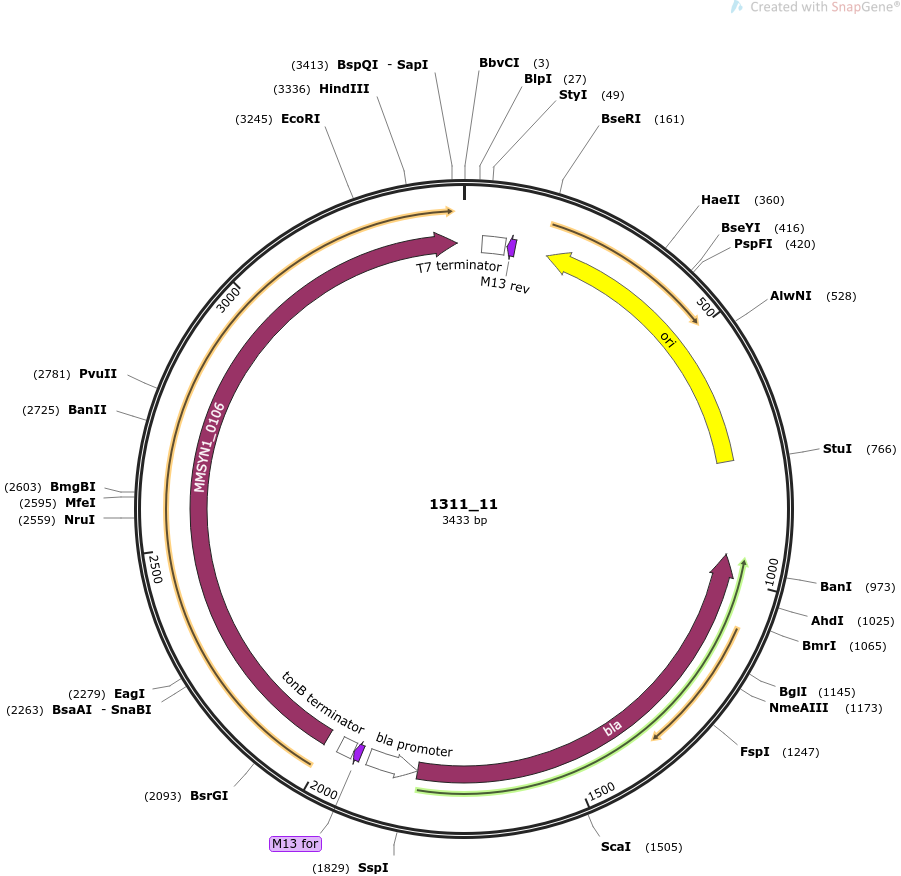 Created with SnapGene®
(3413) BspQI - SapI
BbvCI (3)
(3336) HindIII
BlpI (27)
StyI (49)
(3245) EcoRI
BseRI (161)
HaeII (360)
BseYI (416)
PspFI (420)
T7 terminator
M13 rev
AlwNI (528)
3000
500
ori
(2781) PvuII
(2725) BanII
MMSYN1_0106
StuI (766)
(2603) BmgBI
(2595) MfeI
(2559) NruI
1311_11
3433 bp
2500
1000
BanI (973)
AhdI (1025)
BmrI (1065)
(2279) EagI
(2263) BsaAI - SnaBI
BglI (1145)
NmeAIII (1173)
tonB terminator
bla promoter
bla
FspI (1247)
(2093) BsrGI
2000
1500
M13 for
ScaI (1505)
(1829) SspI